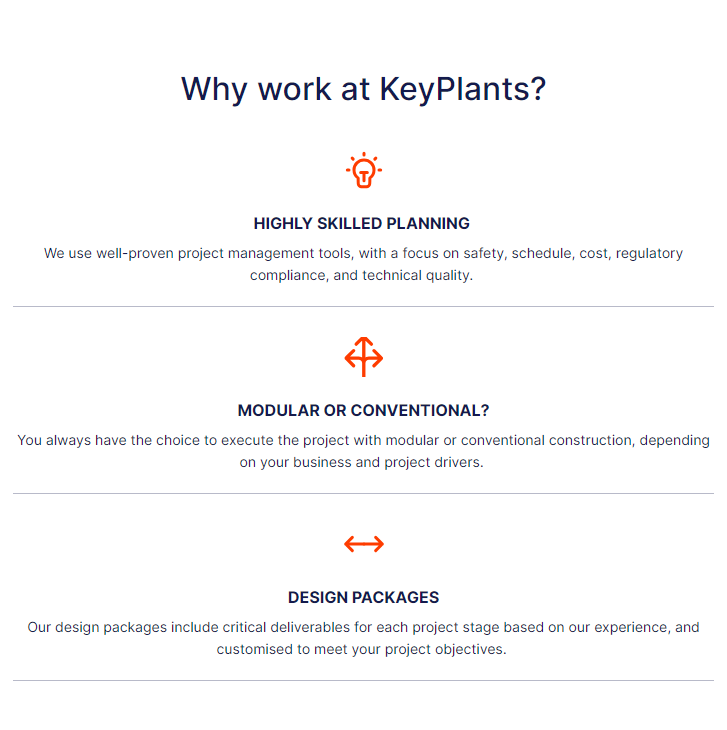 Why work at KeyPlants?
HIGHLY SKILLED PLANNING
We use well-proven project management tools, with a focus on safety, schedule, cost, regulatory
compliance, and technical quality.
MODULAR OR CONVENTIONAL?
You always have the choice to execute the project with modular or conventional construction, depending
on your business and project drivers.
DESIGN PACKAGES
Our design packages include critical deliverables for each project stage based on our experience, and
customised to meet your project objectives.